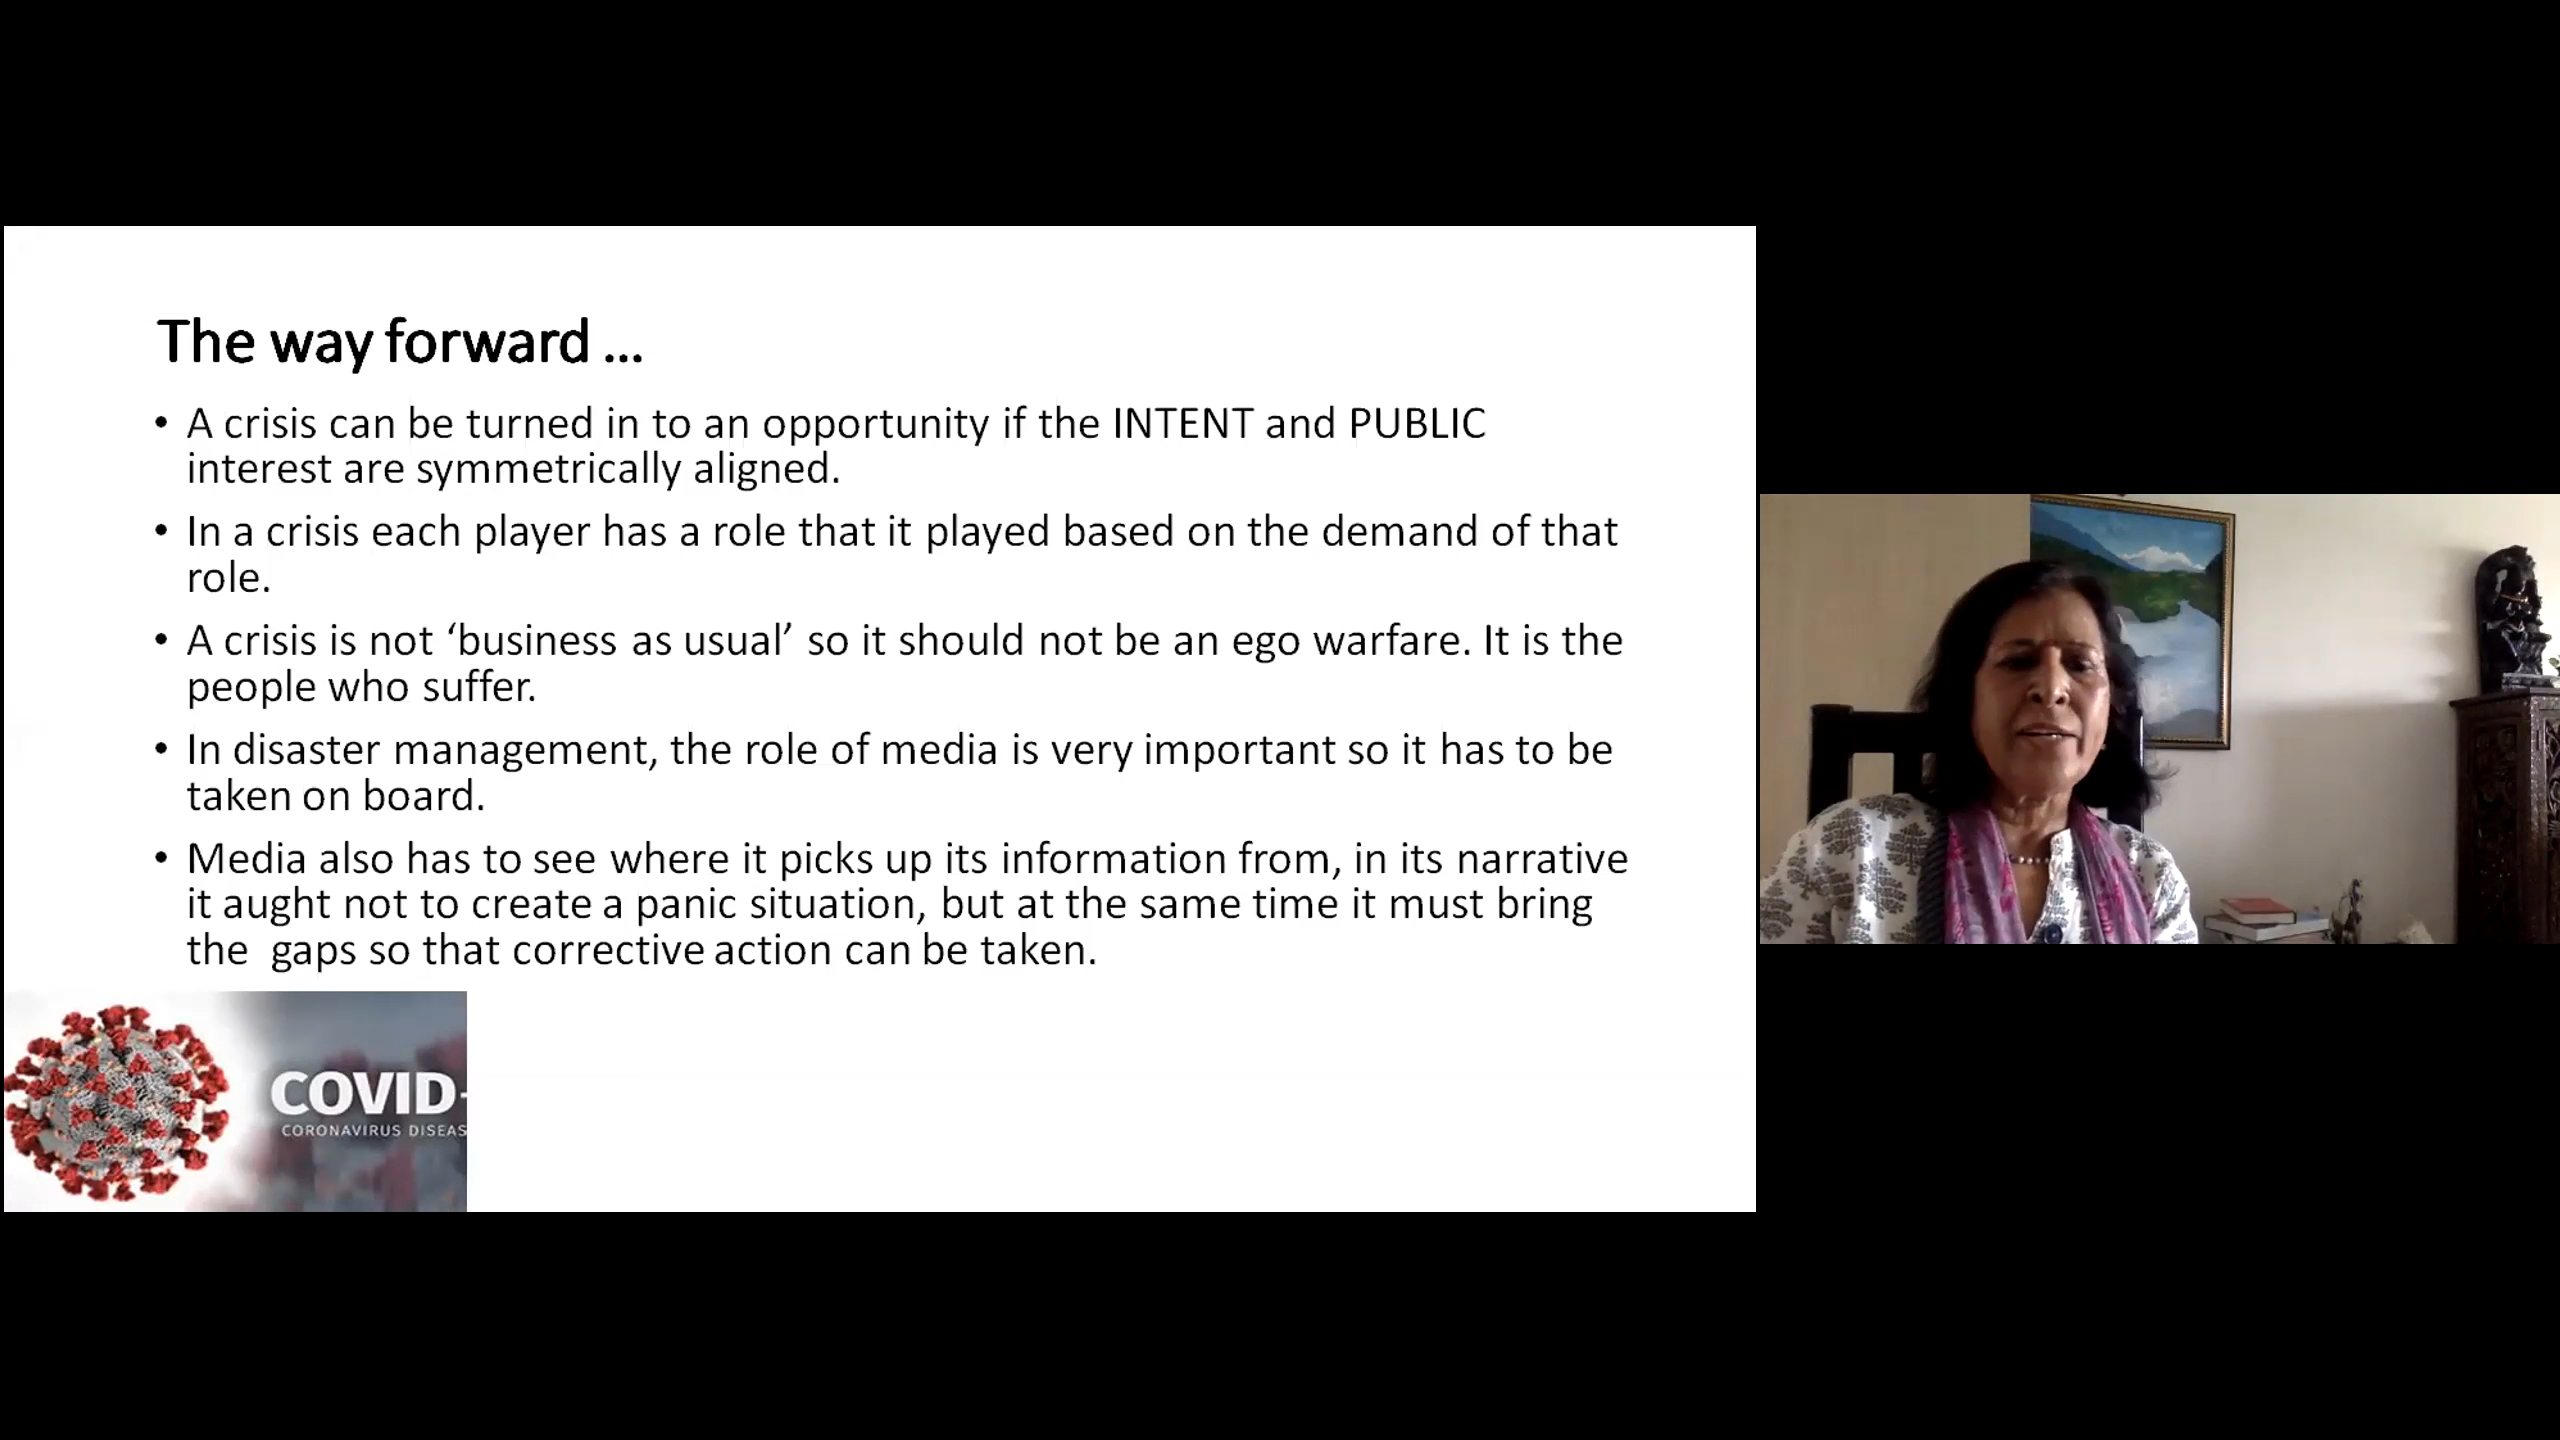 The way forward ...
• A crisis can be turned in to an opportunity if the INTENT and PUBLIC
interest are symmetrically aligned.
• In a crisis each player has a role that it played based on the demand of that
role.
• A crisis is not ‘business as usual’ so it should not be an ego warfare. It is the
people who suffer.
• In disaster management, the role of media is very important so it has to be
taken on board.
• Media also has to see where it picks up its information from, in its narrative
it aught not to create a panic situation, but at the same time it must bring
the gaps so that corrective action can be taken.
COVID-
CORONAVIRUS DISEAS